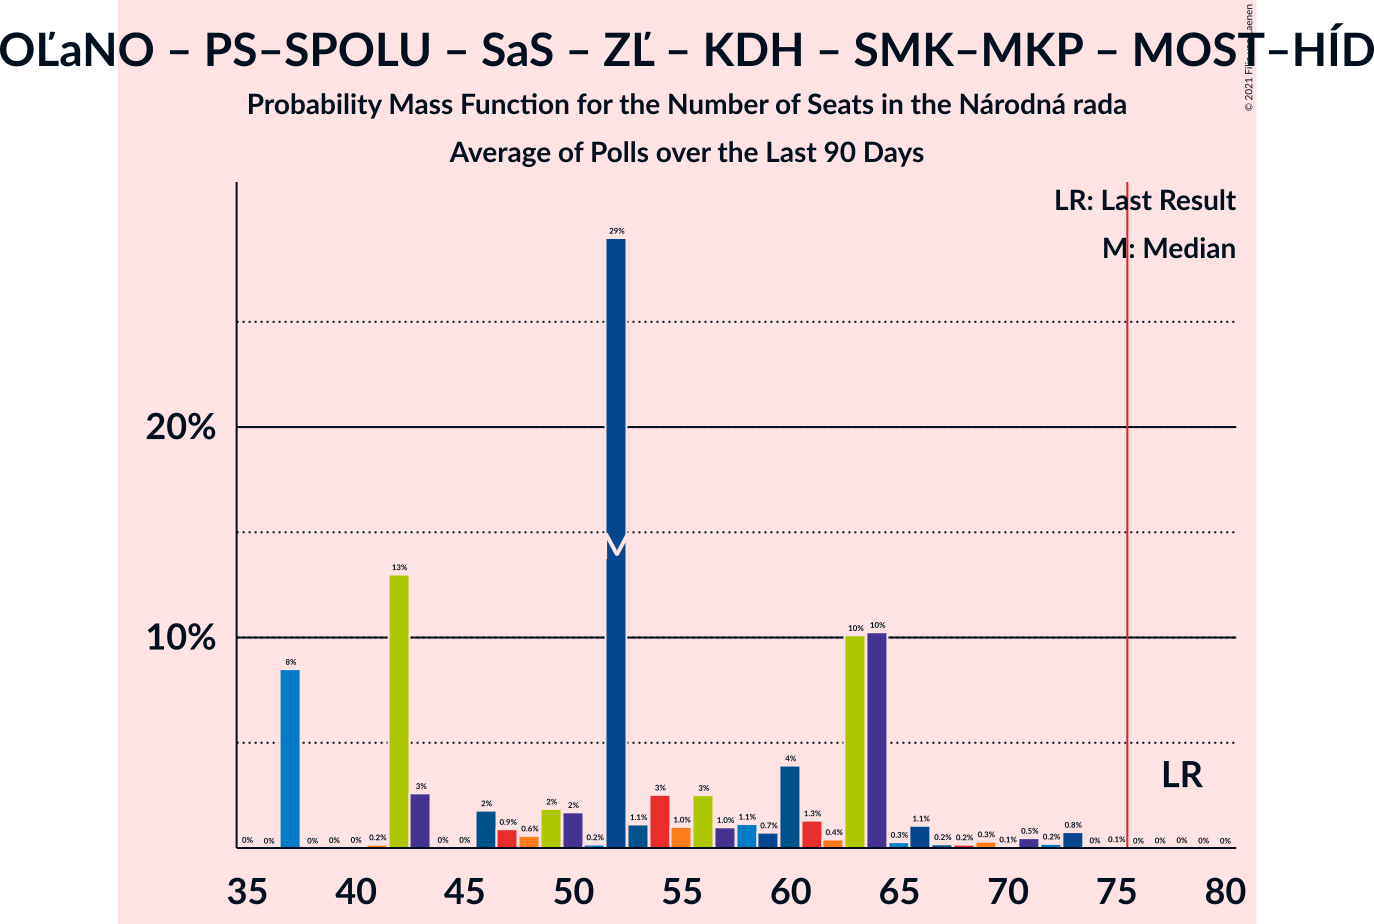 OĽaNO – PS–SPOLU – SaS – ZĽ – KDH – SMK–MKP – MOST–HÍD
Probability Mass Function for the Number of Seats in the Národná rada
Average of Polls over the Last 90 Days
© 2021
LR: Last Result
M: Median
29%
20%
13%
10% 10%
10%
8%
4%
3% 3% 3%
2% 0.9% 0.6% 2% 2% 0.2% 1.1% 1.0% 1.0% 1.1% 0.7% 1.3% 0.4% 0.3% 1.1% 0.2% 0.2% 0.3% 0.1% 0.5% 0.2% 0.8%
0% 0% 0% 0% 0% 0.2% 0% 0% 0% 0.1% 0% 0% 0% 0% 0%
LR
35 40 45 50 55 60 65 70 75 80